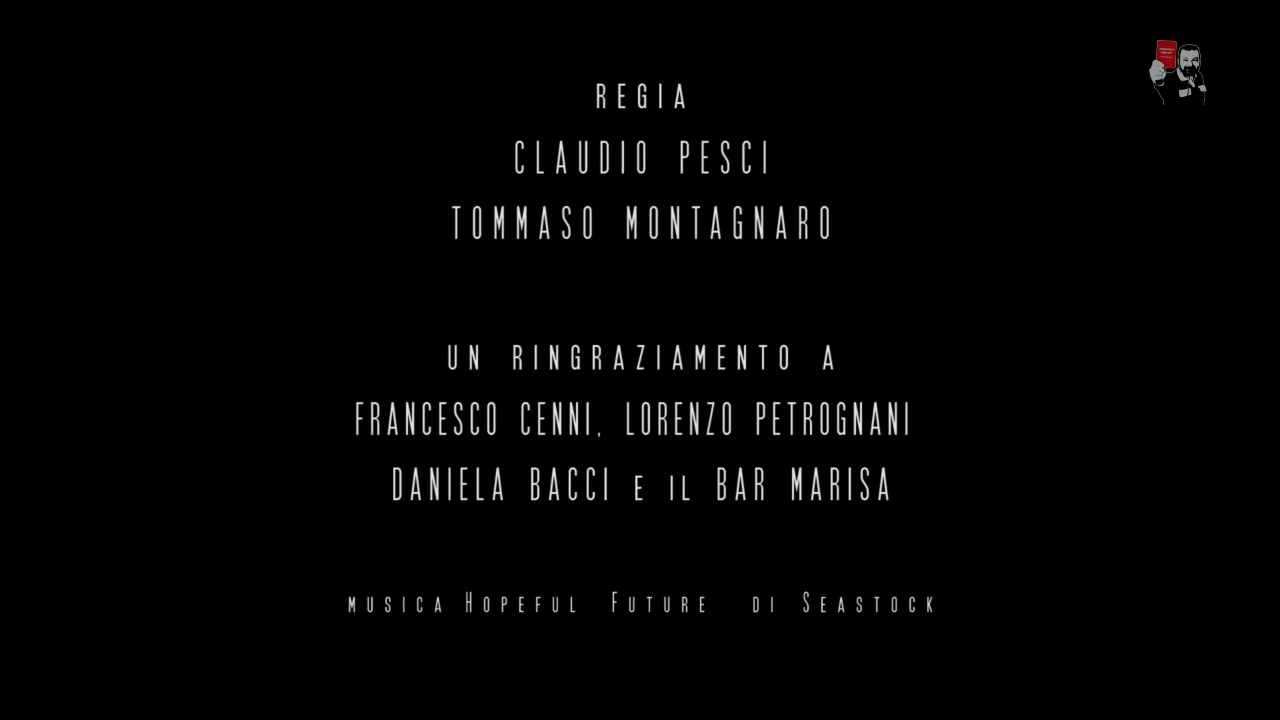 REGIA
CLAUDIO PESCI
TOMMASO MONTAGNARO
UN RINGRAZIAMENTO A
FRANCESCO CENNI, LORENZO PETROGNANI
DANIELA BACCI E IL BAR MARISA
MUSICA HOPEFUL FUTURE DI SEASTOCK